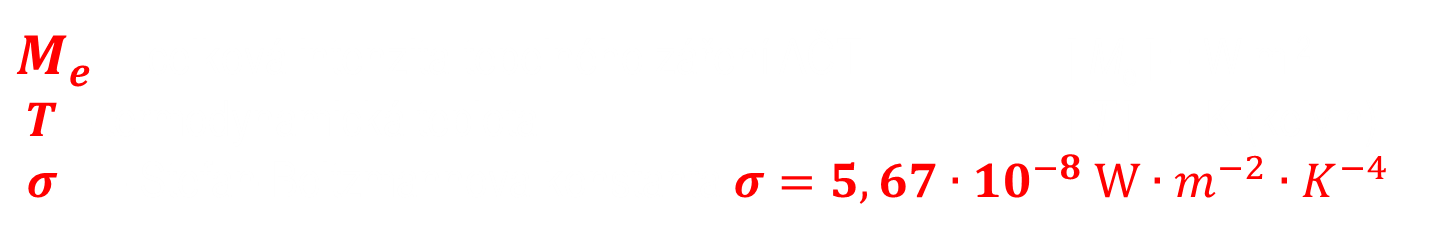 Mₑ
T
σ σ = 5,67 · 10⁻⁸ W · m⁻² · K⁻⁴